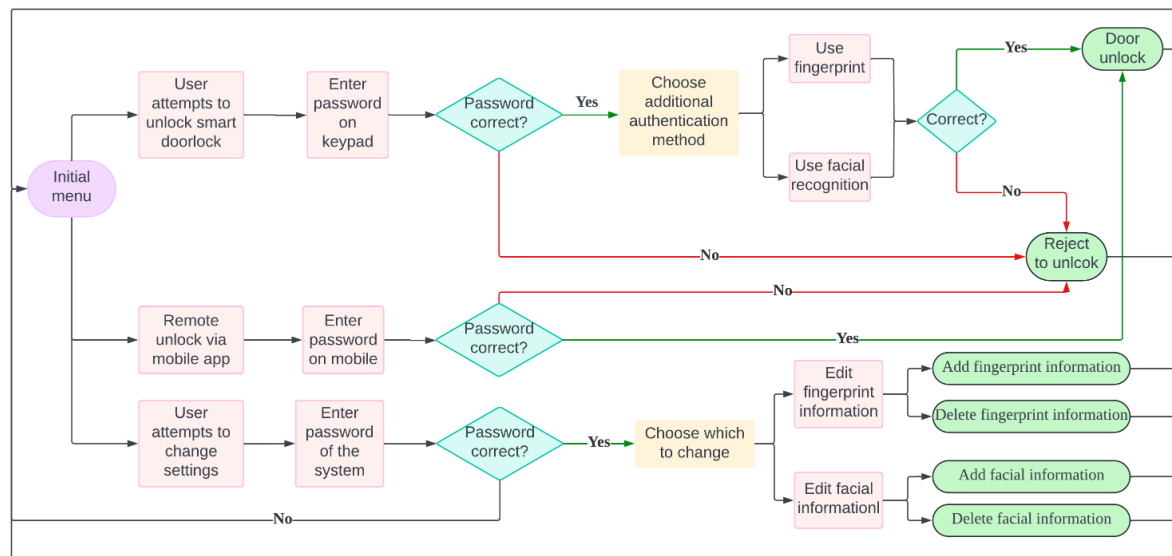 User
attempts to
unlock smart
doorlock
Enter
password
on
keypad
Password
correct?
Yes
Choose
additional
authentication
method
Use
fingerprint
Use facial
recognition
Correct?
Yes
Door
unlock
No
Reject
to unlcok
No
Initial
menu
Remote
unlock via
mobile app
Enter
password
on mobile
Password
correct?
No
Yes
User
attempts to
change
settings
Enter
password
of the
system
Password
correct?
Yes
No
Choose which
to change
Edit
fingerprint
information
Add fingerprint information
Delete fingerprint information
Edit facial
informationl
Add facial information
Delete facial information